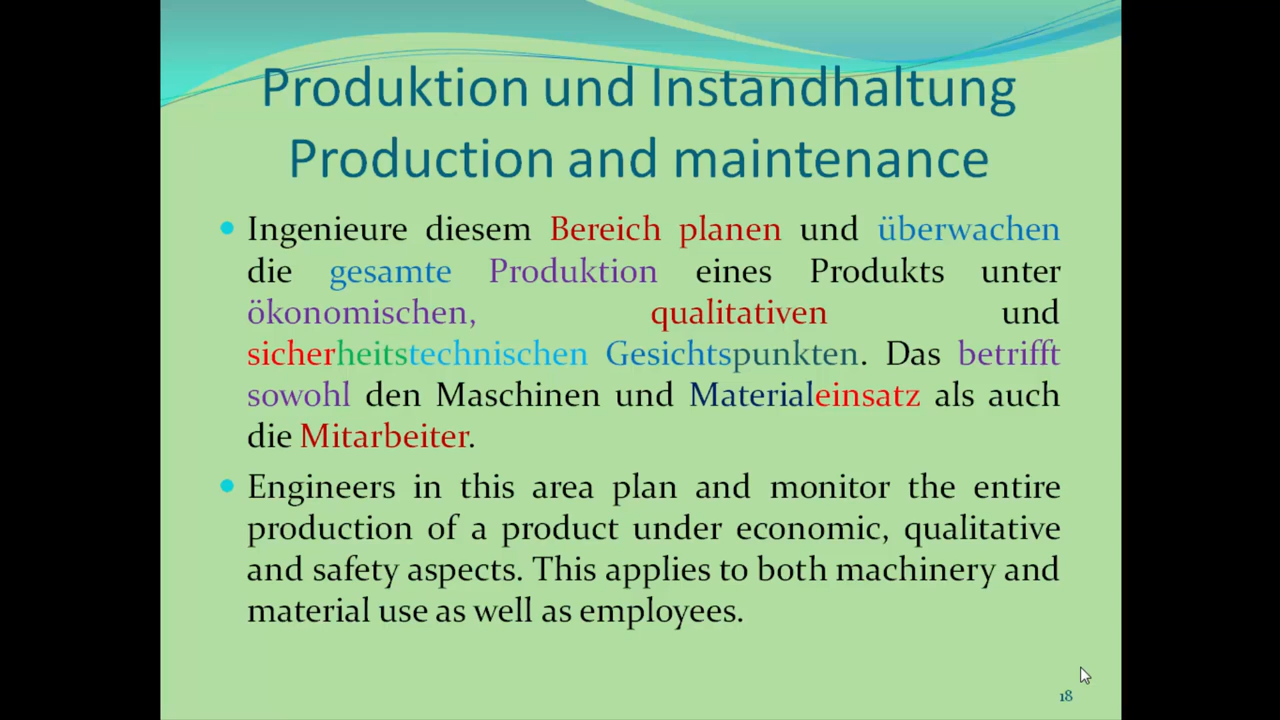 Produktion und Instandhaltung
Production and maintenance
Ingenieure diesem Bereich planen und überwachen
die gesamte Produktion eines Produkts unter
ökonomischen, qualitativen und
sicherheitstechnischen Gesichtspunkten. Das betrifft
sowohl den Maschinen und Materialeinsatz als auch
die Mitarbeiter.
Engineers in this area plan and monitor the entire
production of a product under economic, qualitative
and safety aspects. This applies to both machinery and
material use as well as employees.
18